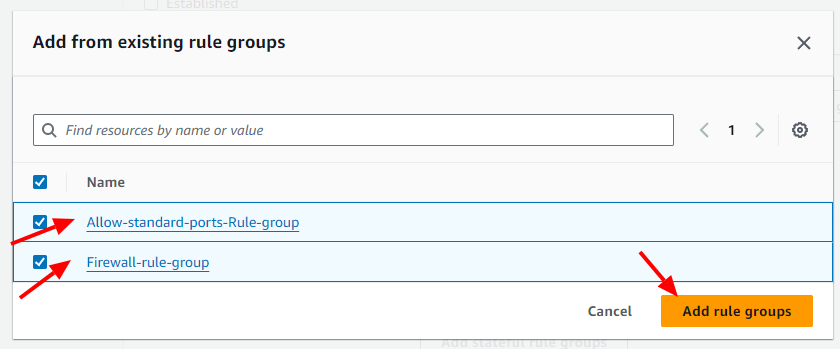 Established
Add from existing rule groups
Find resources by name or value
1
Name
Allow-standard-ports-Rule-group
Firewall-rule-group
Cancel
Add rule groups
Add stateful rule groups